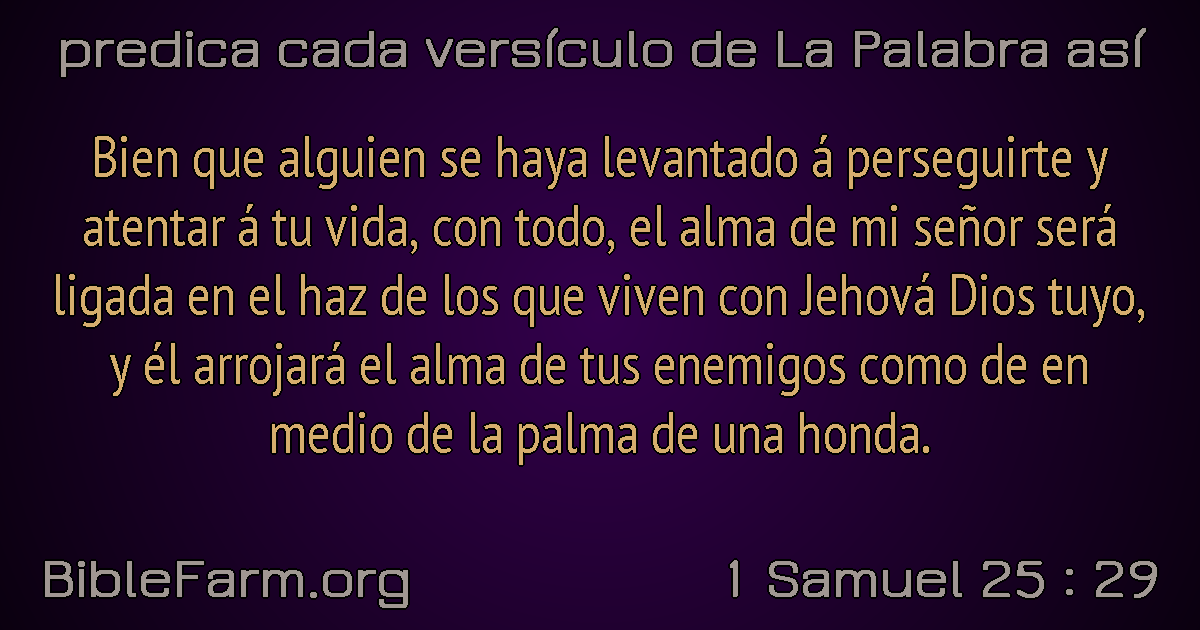 predica cada versículo de La Palabra así
Bien que alguien se haya levantado á perseguirte y
atentar á tu vida, con todo, el alma de mi señor será
ligada en el haz de los que viven con Jehová Dios tuyo,
y él arrojará el alma de tus enemigos como de en
medio de la palma de una honda.
BibleFarm.org
1 Samuel 25 : 29